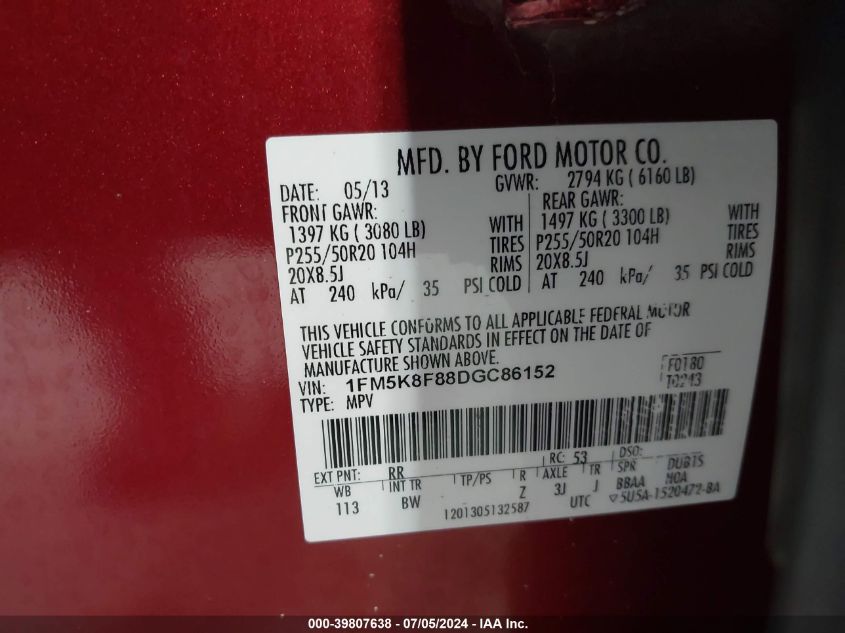 MFD. BY FORD MOTOR CO.
DATE: 05/13 GVWR: 2794 KG ( 6160 LB)
FRONT GAWR: REAR GAWR:
1397 KG ( 3080 LB) WITH 1497 KG ( 3300 LB) WITH
P255/50R20 104H TIRES P255/50R20 104H TIRES
20X8.5J RIMS 20X8.5J RIMS
AT 240 kPa/ 35 PSI COLD AT 240 kPa/ 35 PSI COLD
THIS VEHICLE CONFORMS TO ALL APPLICABLE FEDERAL MOTOR
VEHICLE SAFETY STANDARDS IN EFFECT ON THE DATE OF
MANUFACTURE SHOWN ABOVE.
VIN: 1FM5K8F88DGC86152 F0180
TYPE: MPV T0243
EXT PNT: RR RC: 53 DSO:
WB INT TR TP/PS R AXLE TR SPR
113 BW Z 3J J BBAA
1201305132587 UTC ▽5U5A-1520472-BA
000-39807638 - 07/05/2024 - IAA Inc.